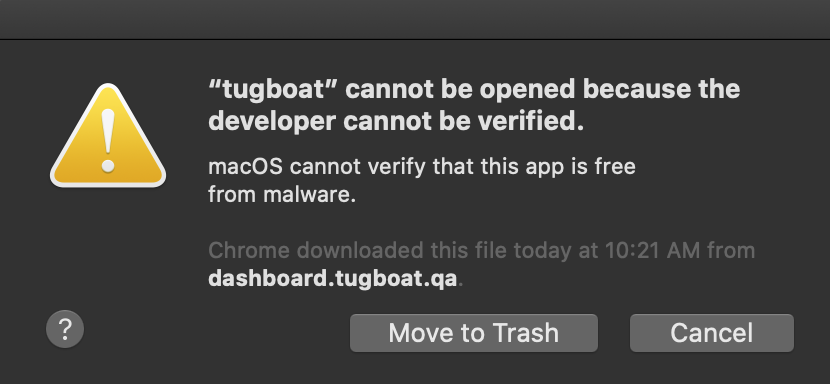 “tugboat” cannot be opened because the
developer cannot be verified.
macOS cannot verify that this app is free
from malware.
Chrome downloaded this file today at 10:21 AM from
dashboard.tugboat.qa.
?
Move to Trash
Cancel